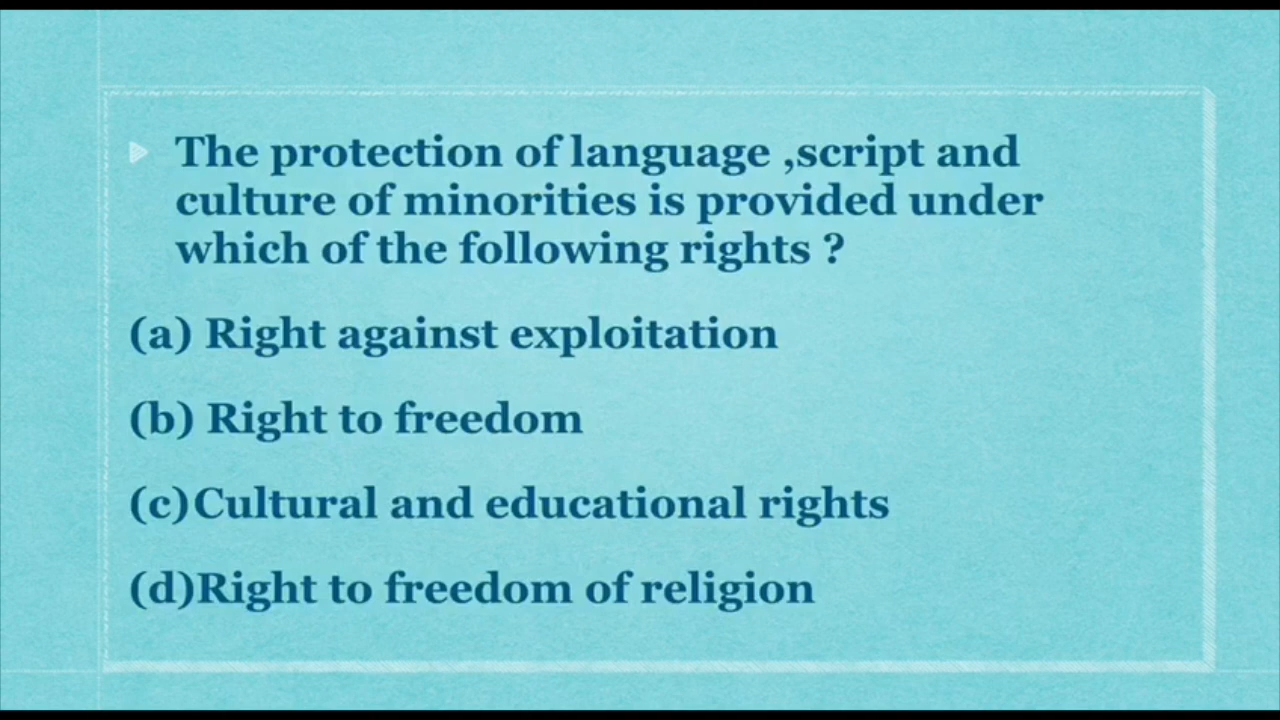 The protection of language ,script and
culture of minorities is provided under
which of the following rights ?
(a) Right against exploitation
(b) Right to freedom
(c)Cultural and educational rights
(d)Right to freedom of religion